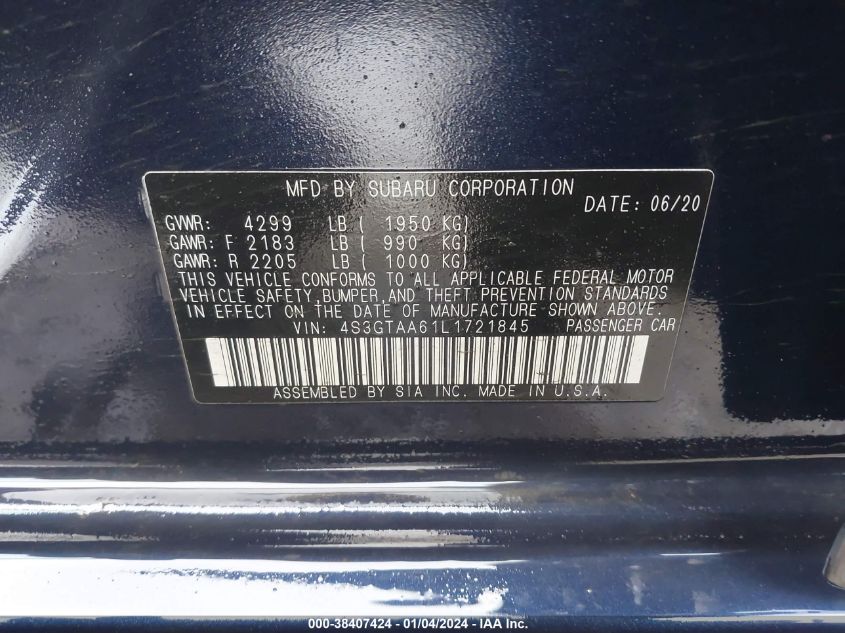 MFD BY SUBARU CORPORATION
DATE: 06/20
GVWR: 4299 LB ( 1950 KG)
GAWR: F 2183 LB ( 990 KG)
GAWR: R 2205 LB ( 1000 KG)
THIS VEHICLE CONFORMS TO ALL APPLICABLE FEDERAL MOTOR
VEHICLE SAFETY,BUMPER,AND THEFT PREVENTION STANDARDS
IN EFFECT ON THE DATE OF MANUFACTURE SHOWN ABOVE.
VIN: 4S3GTAA61L1721845 PASSENGER CAR
ASSEMBLED BY SIA INC. MADE IN U.S.A.
000-38407424 - 01/04/2024 - IAA Inc.